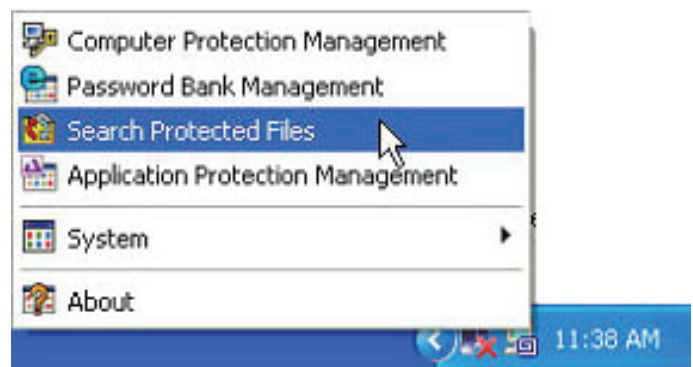 Computer Protection Management
Password Bank Management
Search Protected Files
Application Protection Management
System
About
11:38 AM